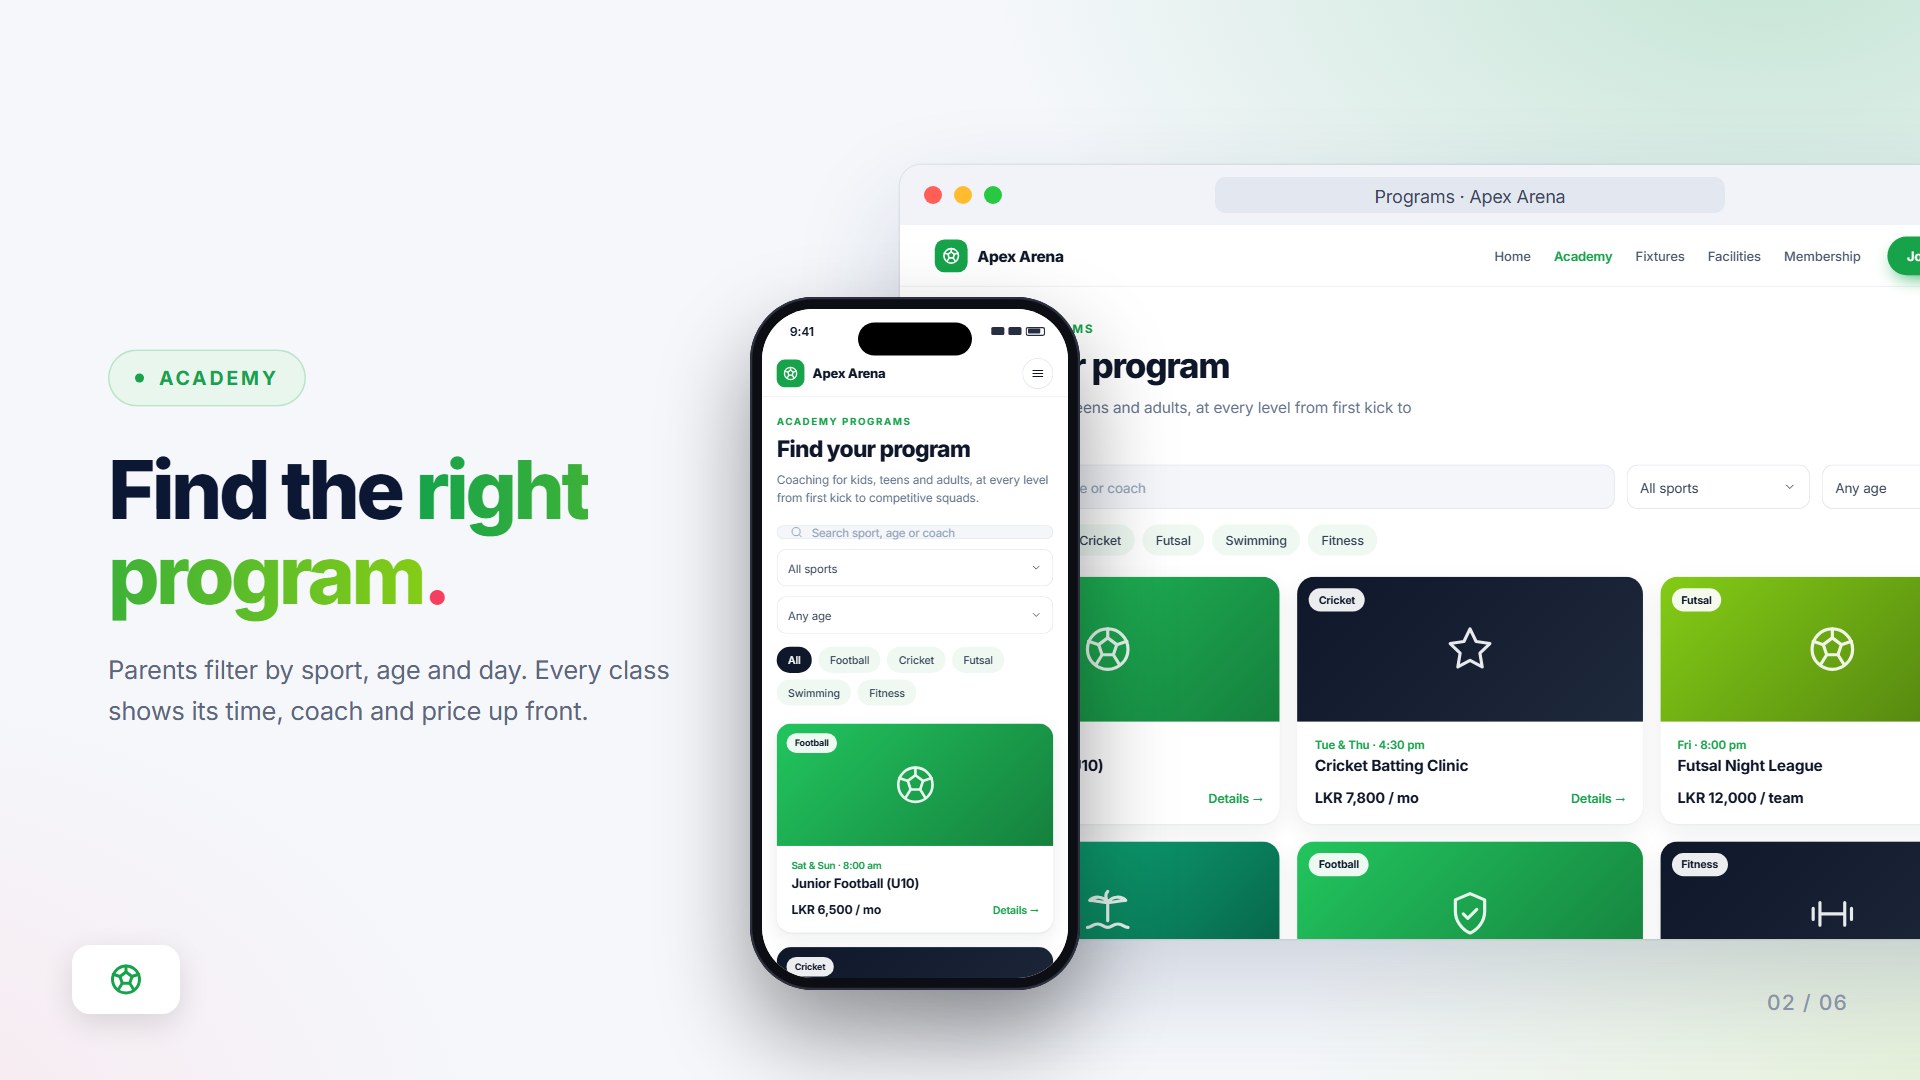 ACADEMY
Find the right
program.
Parents filter by sport, age and day. Every class
shows its time, coach and price up front.
9:41
Apex Arena
ACADEMY PROGRAMS
Find your program
Coaching for kids, teens and adults, at every level
from first kick to competitive squads.
Search sport, age or coach
All sports
Any age
All Football Cricket Futsal
Swimming Fitness
Football
Sat & Sun · 8:00 am
Junior Football (U10)
LKR 6,500 / mo Details →
Cricket
Programs · Apex Arena
Apex Arena Home Academy Fixtures Facilities Membership
program
and adults, at every level from first kick to
or coach All sports Any age
Cricket Futsal Swimming Fitness
Details →
Cricket
Tue & Thu · 4:30 pm
Cricket Batting Clinic
LKR 7,800 / mo Details →
Futsal
Fri · 8:00 pm
Futsal Night League
LKR 12,000 / team
Football
Fitness
02 / 06